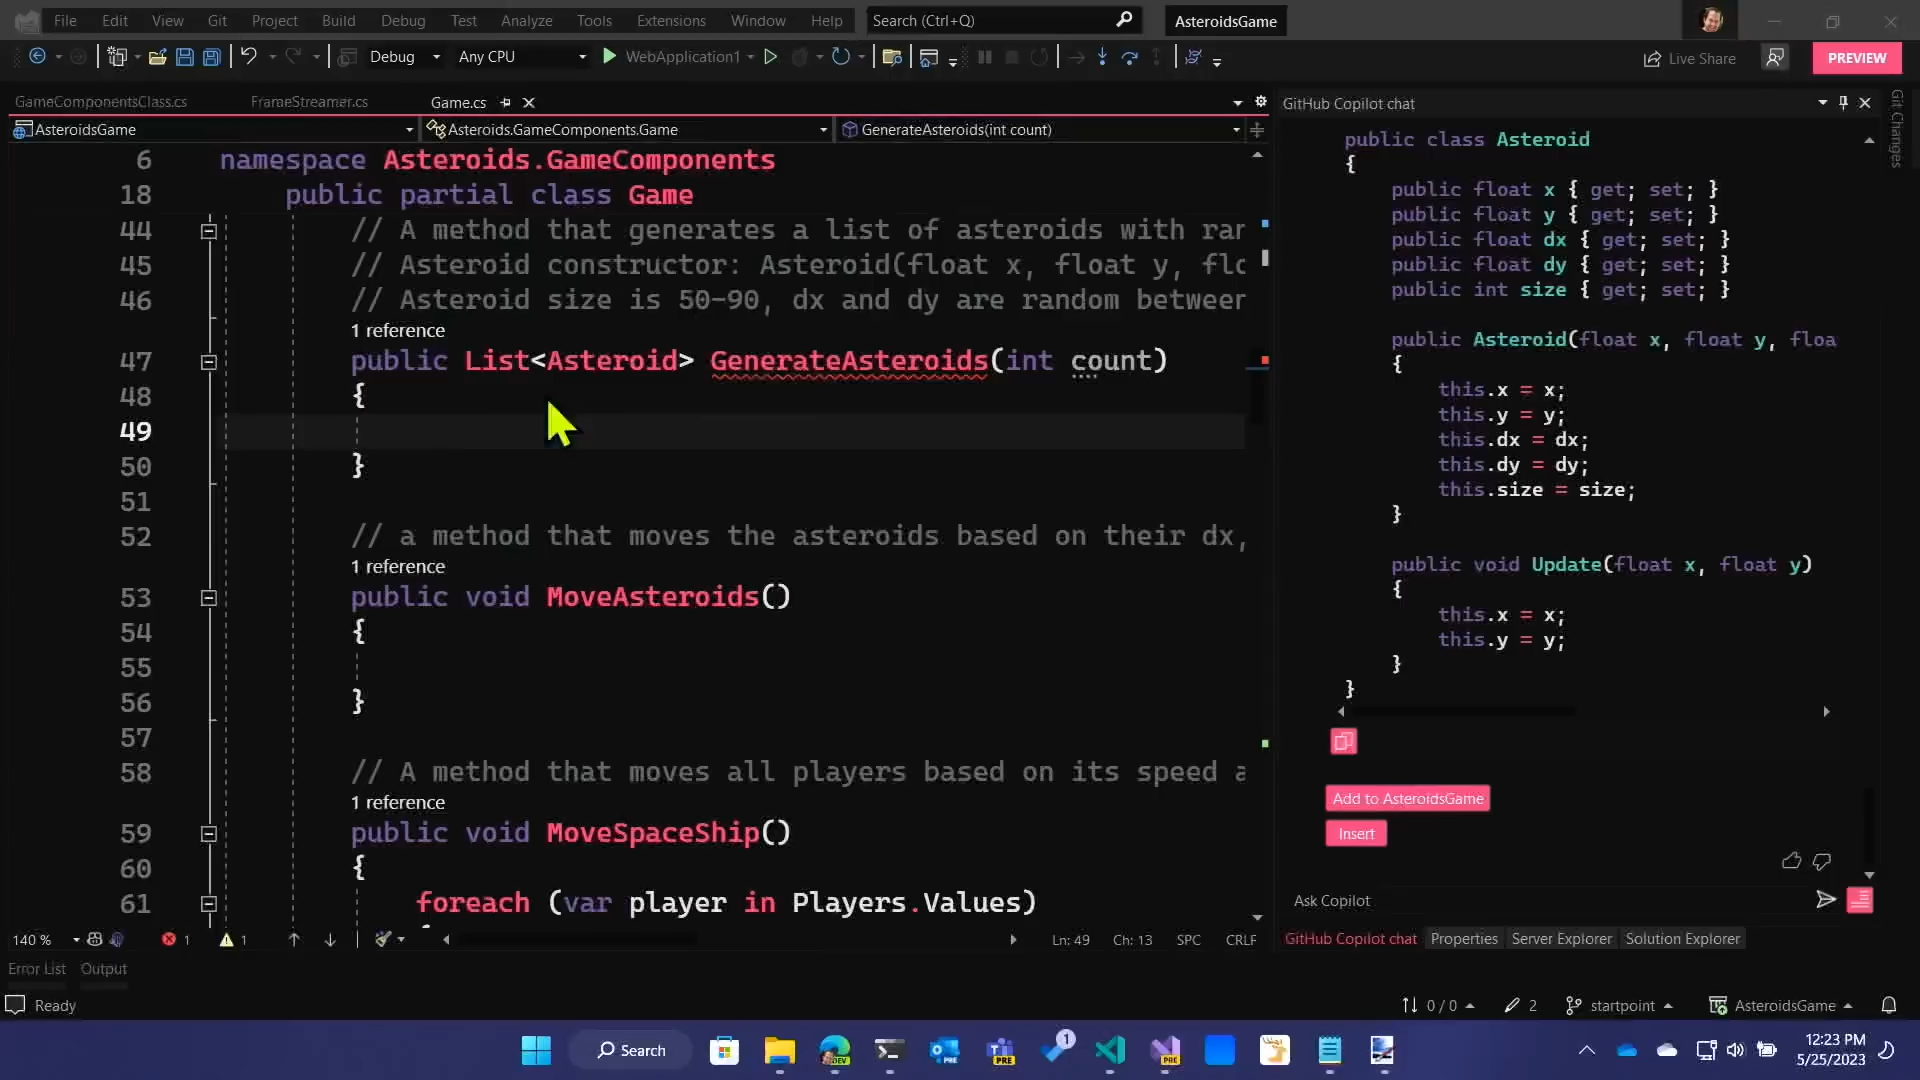 File Edit View Git Project Build Debug Test Analyze Tools Extensions Window Help Search (Ctrl+Q) AsteroidsGame
Debug Any CPU WebApplication1 Live Share PREVIEW
GameComponentsClass.cs FrameStreamer.cs Game.cs
AsteroidsGame Asteroids.GameComponents.Game GenerateAsteroids(int count)
6 namespace Asteroids.GameComponents
18 public partial class Game
44 // A method that generates a list of asteroids with ran
45 // Asteroid constructor: Asteroid(float x, float y, flo
46 // Asteroid size is 50-90, dx and dy are random between
1 reference
47 public List<Asteroid> GenerateAsteroids(int count)
48 {
49
50 }
51
52 // a method that moves the asteroids based on their dx,
1 reference
53 public void MoveAsteroids()
54 {
55
56 }
57
58 // A method that moves all players based on its speed a
1 reference
59 public void MoveSpaceShip()
60 {
61 foreach (var player in Players.Values)
140 % 1 1 Ln: 49 Ch: 13 SPC CRLF
GitHub Copilot chat
Git Changes
public class Asteroid
{
public float x { get; set; }
public float y { get; set; }
public float dx { get; set; }
public float dy { get; set; }
public int size { get; set; }
public Asteroid(float x, float y, floa
{
this.x = x;
this.y = y;
this.dx = dx;
this.dy = dy;
this.size = size;
}
public void Update(float x, float y)
{
this.x = x;
this.y = y;
}
}
Add to AsteroidsGame
Insert
Ask Copilot
GitHub Copilot chat Properties Server Explorer Solution Explorer
Error List Output
Ready 0 / 0 2 startpoint AsteroidsGame
Search DEV PRE PRE 1 PRE
12:23 PM
5/25/2023